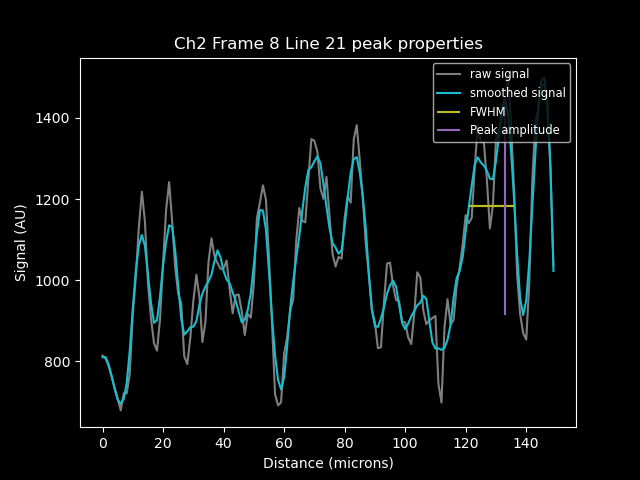 Ch2 Frame 8 Line 21 peak properties
raw signal
smoothed signal
FWHM
Peak amplitude
Signal (AU)
1400
1200
1000
800
0 20 40 60 80 100 120 140
Distance (microns)